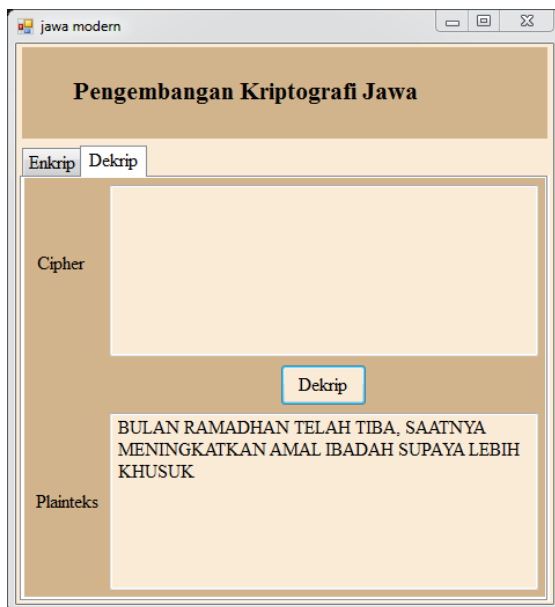 jawa modern
Pengembangan Kriptografi Jawa
Enkrip
Dekrip
Cipher
Dekrip
Plainteks
BULAN RAMADHAN TELAH TIBA, SAATNYA
MENINGKATKAN AMAL IBADAH SUPAYA LEBIH
KHUSUK